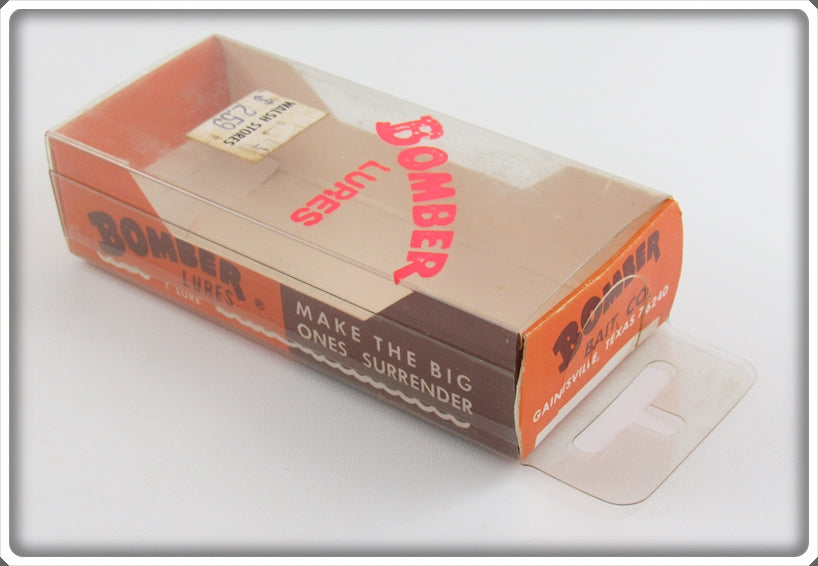 WALSH STORES
$ 2.59
BOMBER
LURES
BOMBER
LURES ®
1 LURE
MAKE THE BIG
ONES SURRENDER
BOMBER
BAIT CO.
GAINESVILLE, TEXAS 76240